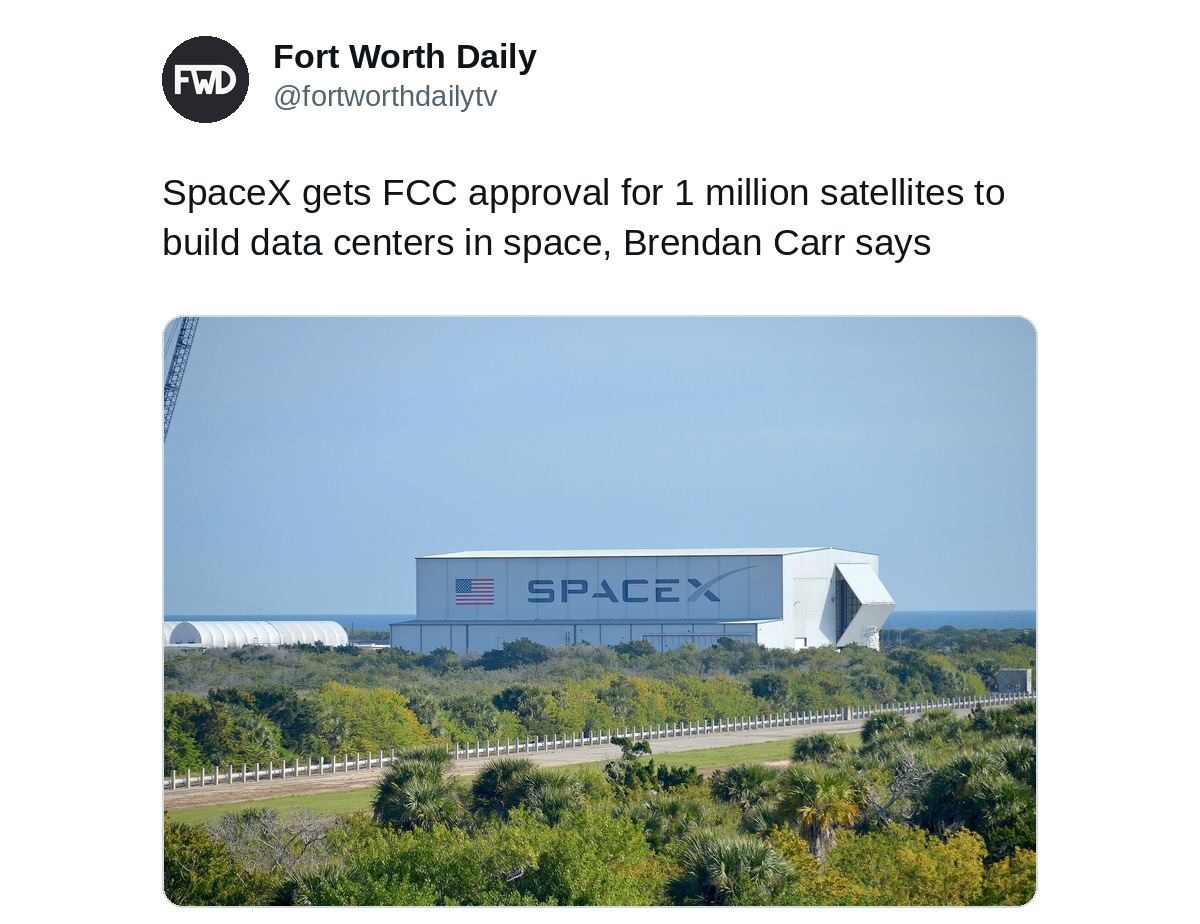 FWD
Fort Worth Daily
@fortworthdailytv
SpaceX gets FCC approval for 1 million satellites to
build data centers in space, Brendan Carr says
SPACEX